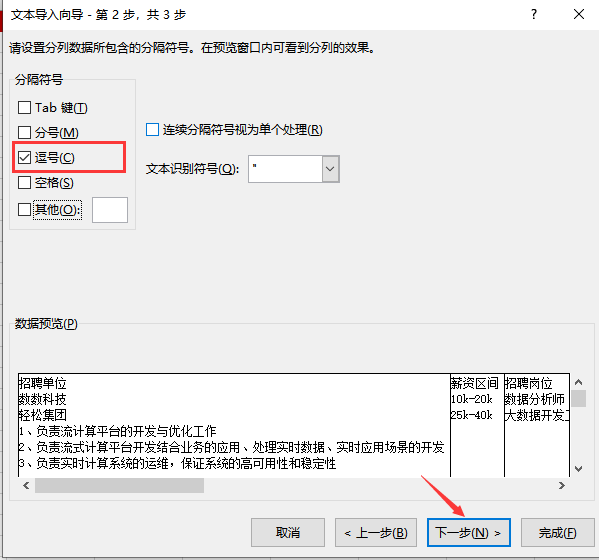 文本导入向导 - 第 2 步，共 3 步
?
请设置分列数据所包含的分隔符号。在预览窗口内可看到分列的效果。
分隔符号
Tab 键(T)
分号(M)
逗号(C)
空格(S)
其他(O):
连续分隔符号视为单个处理(R)
文本识别符号(Q): "
数据预览(P)
招聘单位 薪资区间 招聘岗位
数数科技 10k-20k 数据分析师
轻松集团 25k-40k 大数据开发
1、负责流计算平台的开发与优化工作
2、负责流式计算平台开发结合业务的应用、处理实时数据、实时应用场景的开发
3、负责实时计算系统的运维，保证系统的高可用性和稳定性
取消 < 上一步(B) 下一步(N) > 完成(F)